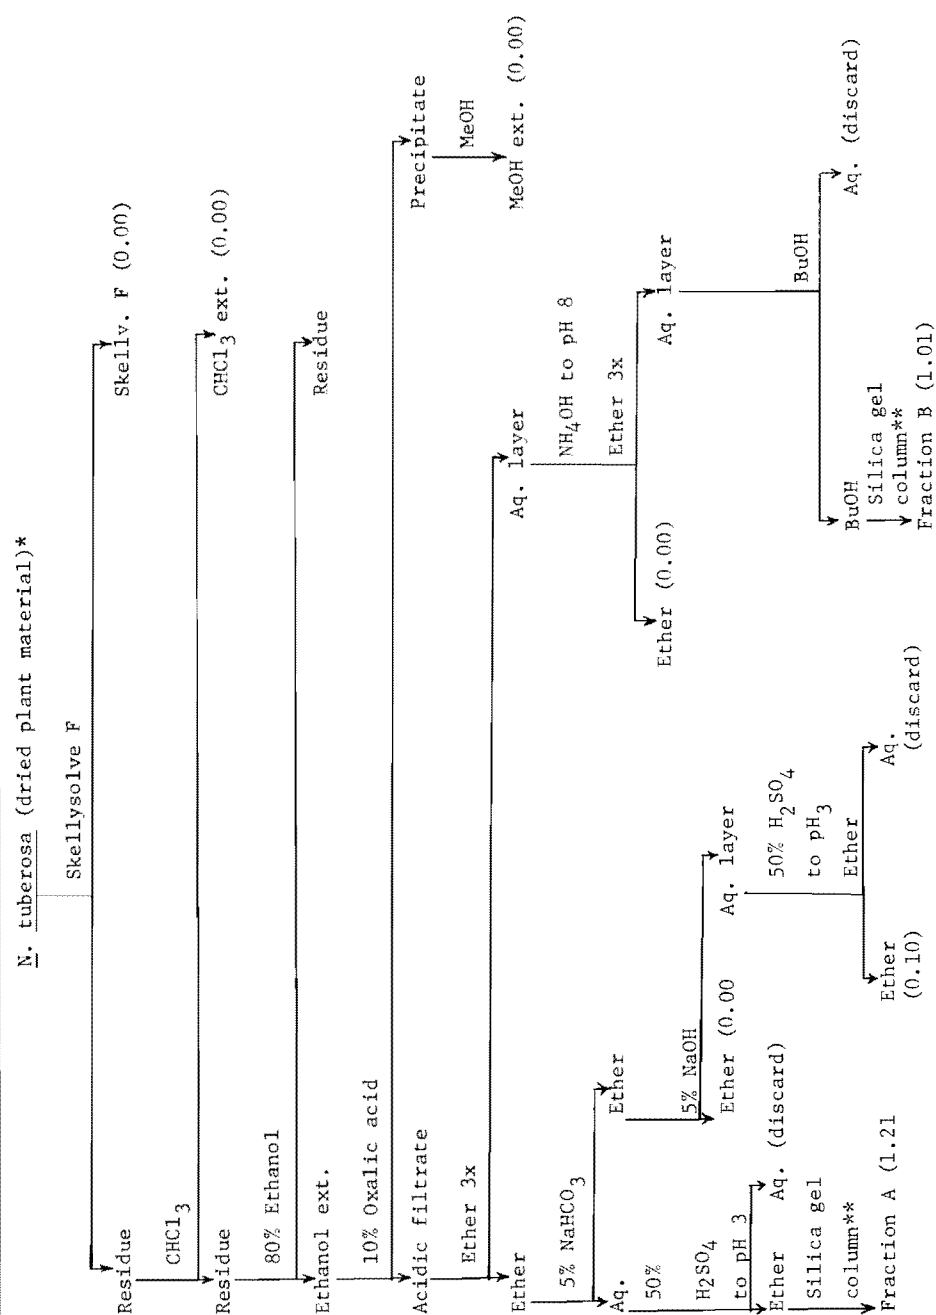 N. tuberosa (dried plant material)*
Skellysolve F
Residue
Skellv. F (0.00)
CHCl3
Residue
CHCl3 ext. (0.00)
80% Ethanol
Ethanol ext.
Residue
10% Oxalic acid
Acidic filtrate
Precipitate
MeOH
MeOH ext. (0.00)
Ether 3x
Ether
Aq. layer
NH4OH to pH 8
Ether 3x
Ether (0.00)
Aq. layer
BuOH
BuOH
Aq. (discard)
Silica gel
column**
Fraction B (1.01)
5% NaHCO3
Aq.
Ether
5% NaOH
Ether (0.00
Aq. layer
50% H2SO4
to pH3
Ether
Ether
(0.10)
Aq.
(discard)
50%
H2SO4
to pH 3
Ether
Aq. (discard)
Silica gel
column**
Fraction A (1.21